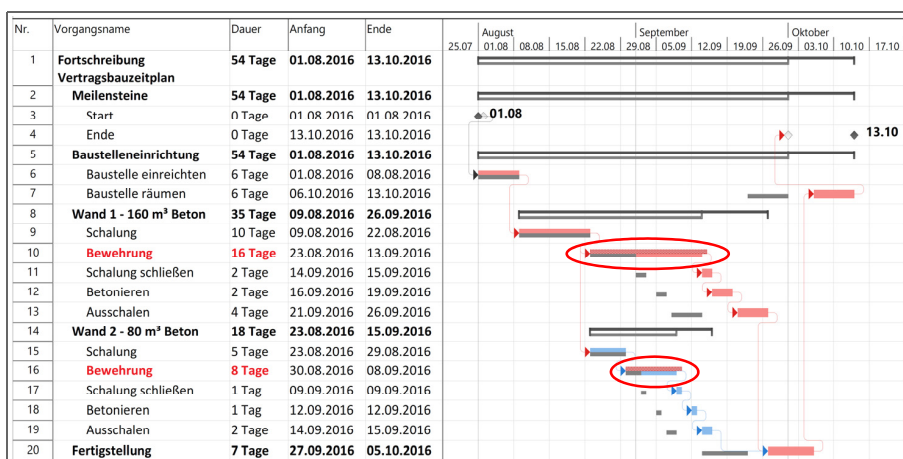 Nr. Vorgangsname Dauer Anfang Ende August September Oktober
25.07 01.08 08.08 15.08 22.08 29.08 05.09 12.09 19.09 26.09 03.10 10.10 17.10
1 Fortschreibung 54 Tage 01.08.2016 13.10.2016
Vertragsbauzeitplan
2 Meilensteine 54 Tage 01.08.2016 13.10.2016
3 Start 0 Tage 01.08.2016 01.08.2016 01.08
4 Ende 0 Tage 13.10.2016 13.10.2016 13.10
5 Baustelleneinrichtung 54 Tage 01.08.2016 13.10.2016
6 Baustelle einreichten 6 Tage 01.08.2016 08.08.2016
7 Baustelle räumen 6 Tage 06.10.2016 13.10.2016
8 Wand 1 - 160 m³ Beton 35 Tage 09.08.2016 26.09.2016
9 Schalung 10 Tage 09.08.2016 22.08.2016
10 Bewehrung 16 Tage 23.08.2016 13.09.2016
11 Schalung schließen 2 Tage 14.09.2016 15.09.2016
12 Betonieren 2 Tage 16.09.2016 19.09.2016
13 Ausschalen 4 Tage 21.09.2016 26.09.2016
14 Wand 2 - 80 m³ Beton 18 Tage 23.08.2016 15.09.2016
15 Schalung 5 Tage 23.08.2016 29.08.2016
16 Bewehrung 8 Tage 30.08.2016 08.09.2016
17 Schalung schließen 1 Tag 09.09.2016 09.09.2016
18 Betonieren 1 Tag 12.09.2016 12.09.2016
19 Ausschalen 2 Tage 14.09.2016 15.09.2016
20 Fertigstellung 7 Tage 27.09.2016 05.10.2016